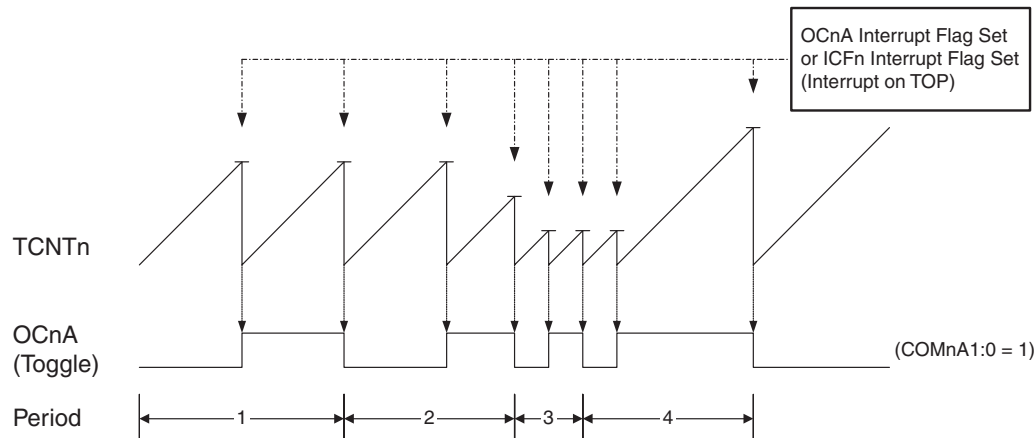 OCnA Interrupt Flag Set
or ICFn Interrupt Flag Set
(Interrupt on TOP)
TCNTn
OCnA
(Toggle)
(COMnA1:0 = 1)
Period
1
2
3
4